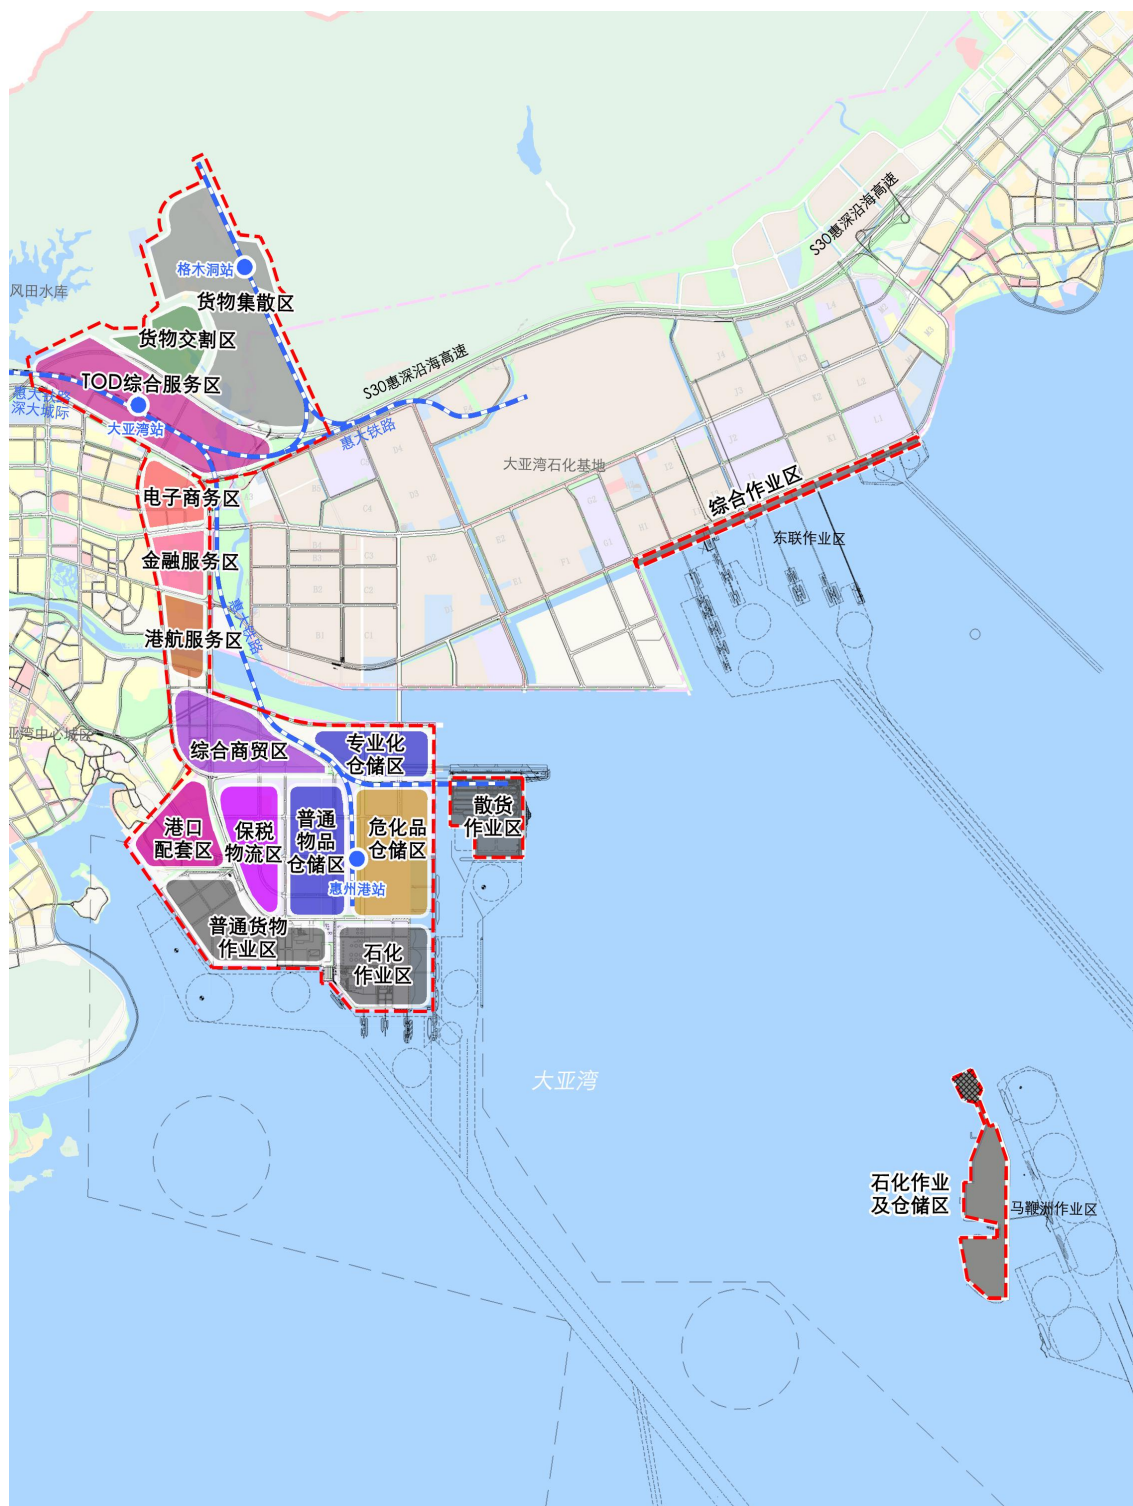 S30惠深沿海高速
格木洞站
风田水库
货物集散区
货物交割区
S30惠深沿海高速
TOD综合服务区
惠大铁路
深大城际
大亚湾站
惠大铁路
大亚湾石化基地
电子商务区
综合作业区
东联作业区
金融服务区
惠大铁路
港航服务区
亚湾中心城区
综合商贸区
专业化
仓储区
散货
作业区
港口
配套区
保税
物流区
普通
物品
仓储区
危化品
仓储区
惠州港站
普通货物
作业区
石化
作业区
大亚湾
石化作业
及仓储区
马鞭洲作业区